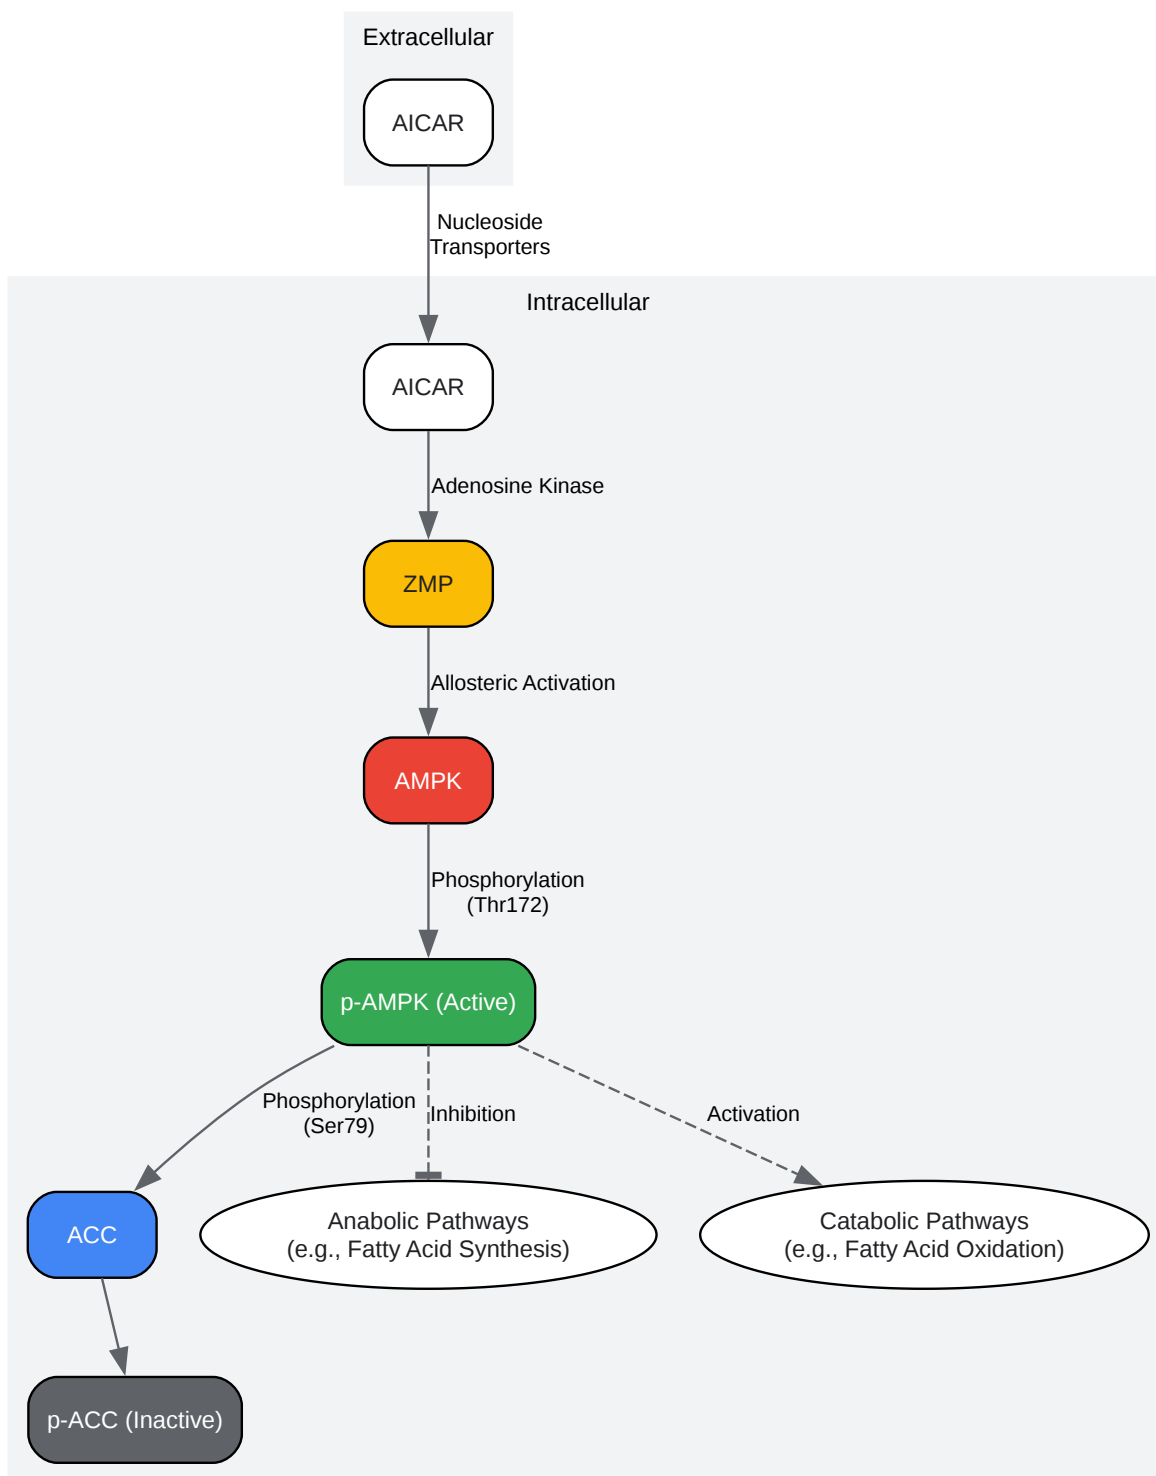 Extracellular
AICAR
Nucleoside
Transporters
Intracellular
AICAR
Adenosine Kinase
ZMP
Allosteric Activation
AMPK
Phosphorylation
(Thr172)
p-AMPK (Active)
Phosphorylation
(Ser79)
Inhibition
Activation
ACC
Anabolic Pathways
(e.g., Fatty Acid Synthesis)
Catabolic Pathways
(e.g., Fatty Acid Oxidation)
p-ACC (Inactive)